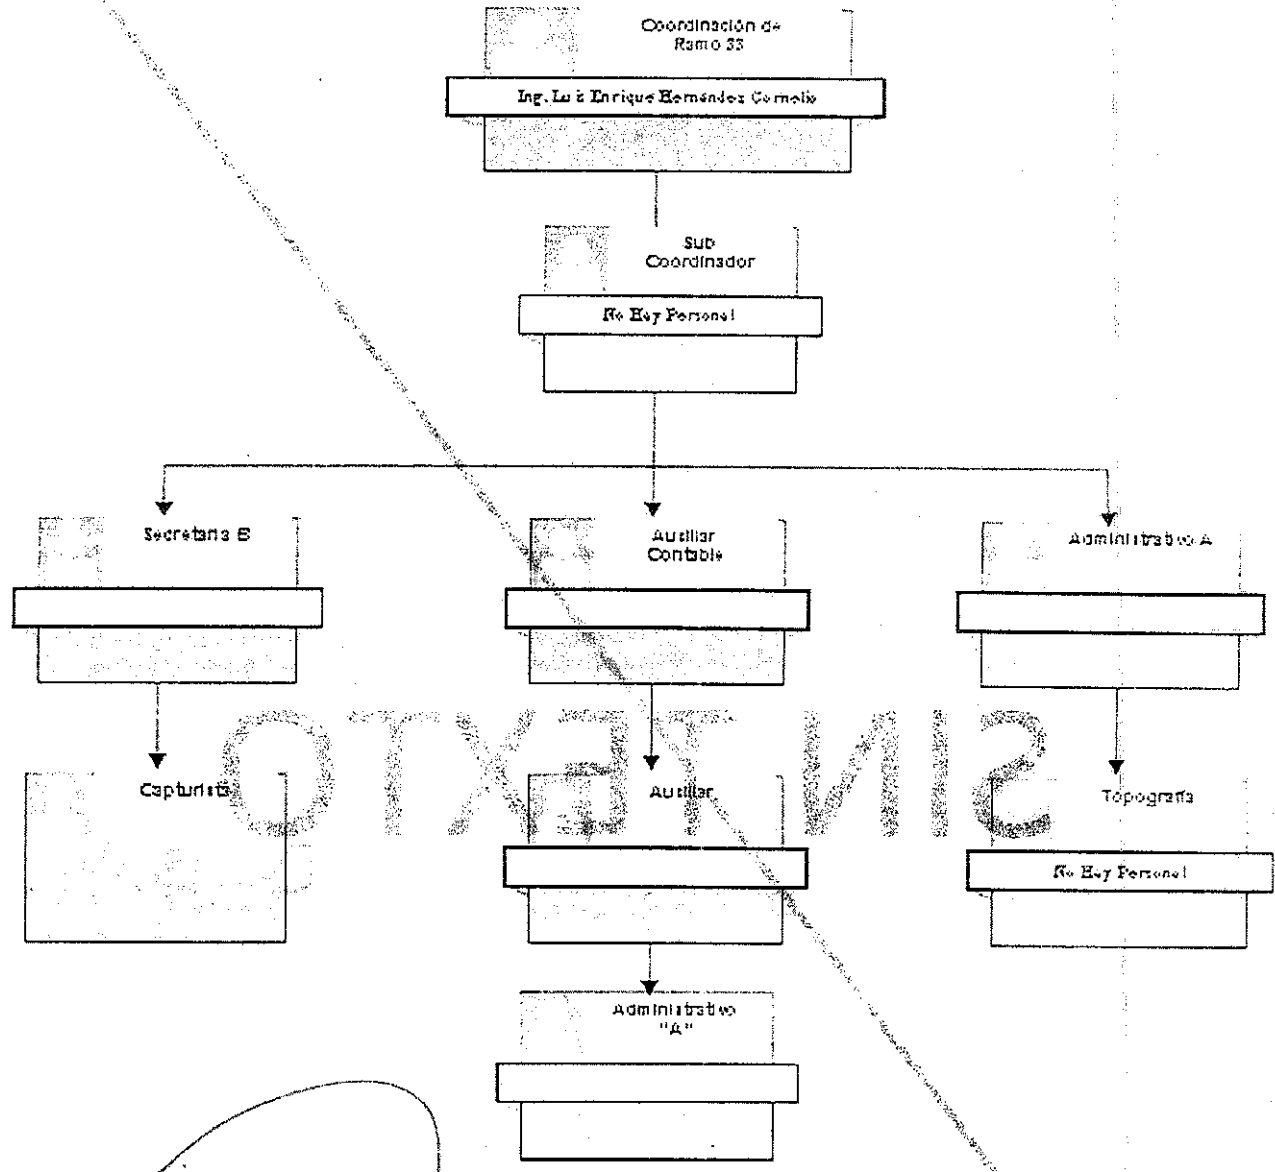 Coordinación de
Ramo 33
Ing. Luis Enrique Hernández Cornelio
Sub
Coordinador
No Hay Personal
Secretaria B
Auxiliar
Contable
Administrativo A
SIN TEXTO
Capturista
Auxiliar
Topografía
No Hay Personal
Administrativo
"A"